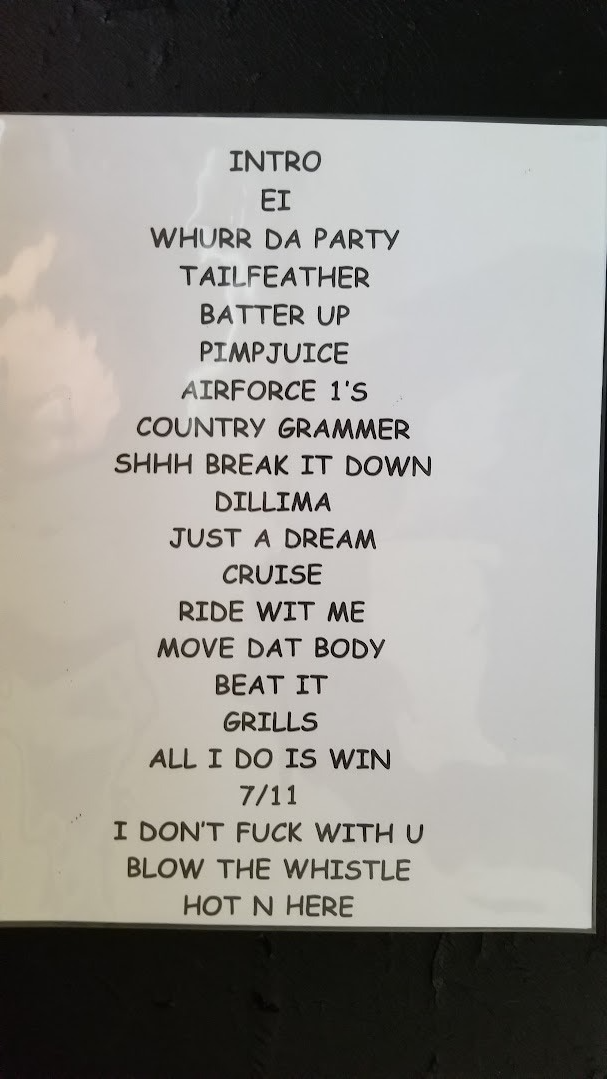 INTRO
EI
WHURR DA PARTY
TAILFEATHER
BATTER UP
PIMPJUICE
AIRFORCE 1'S
COUNTRY GRAMMER
SHHH BREAK IT DOWN
DILLIMA
JUST A DREAM
CRUISE
RIDE WIT ME
MOVE DAT BODY
BEAT IT
GRILLS
ALL I DO IS WIN
7/11
I DON'T FUCK WITH U
BLOW THE WHISTLE
HOT N HERE